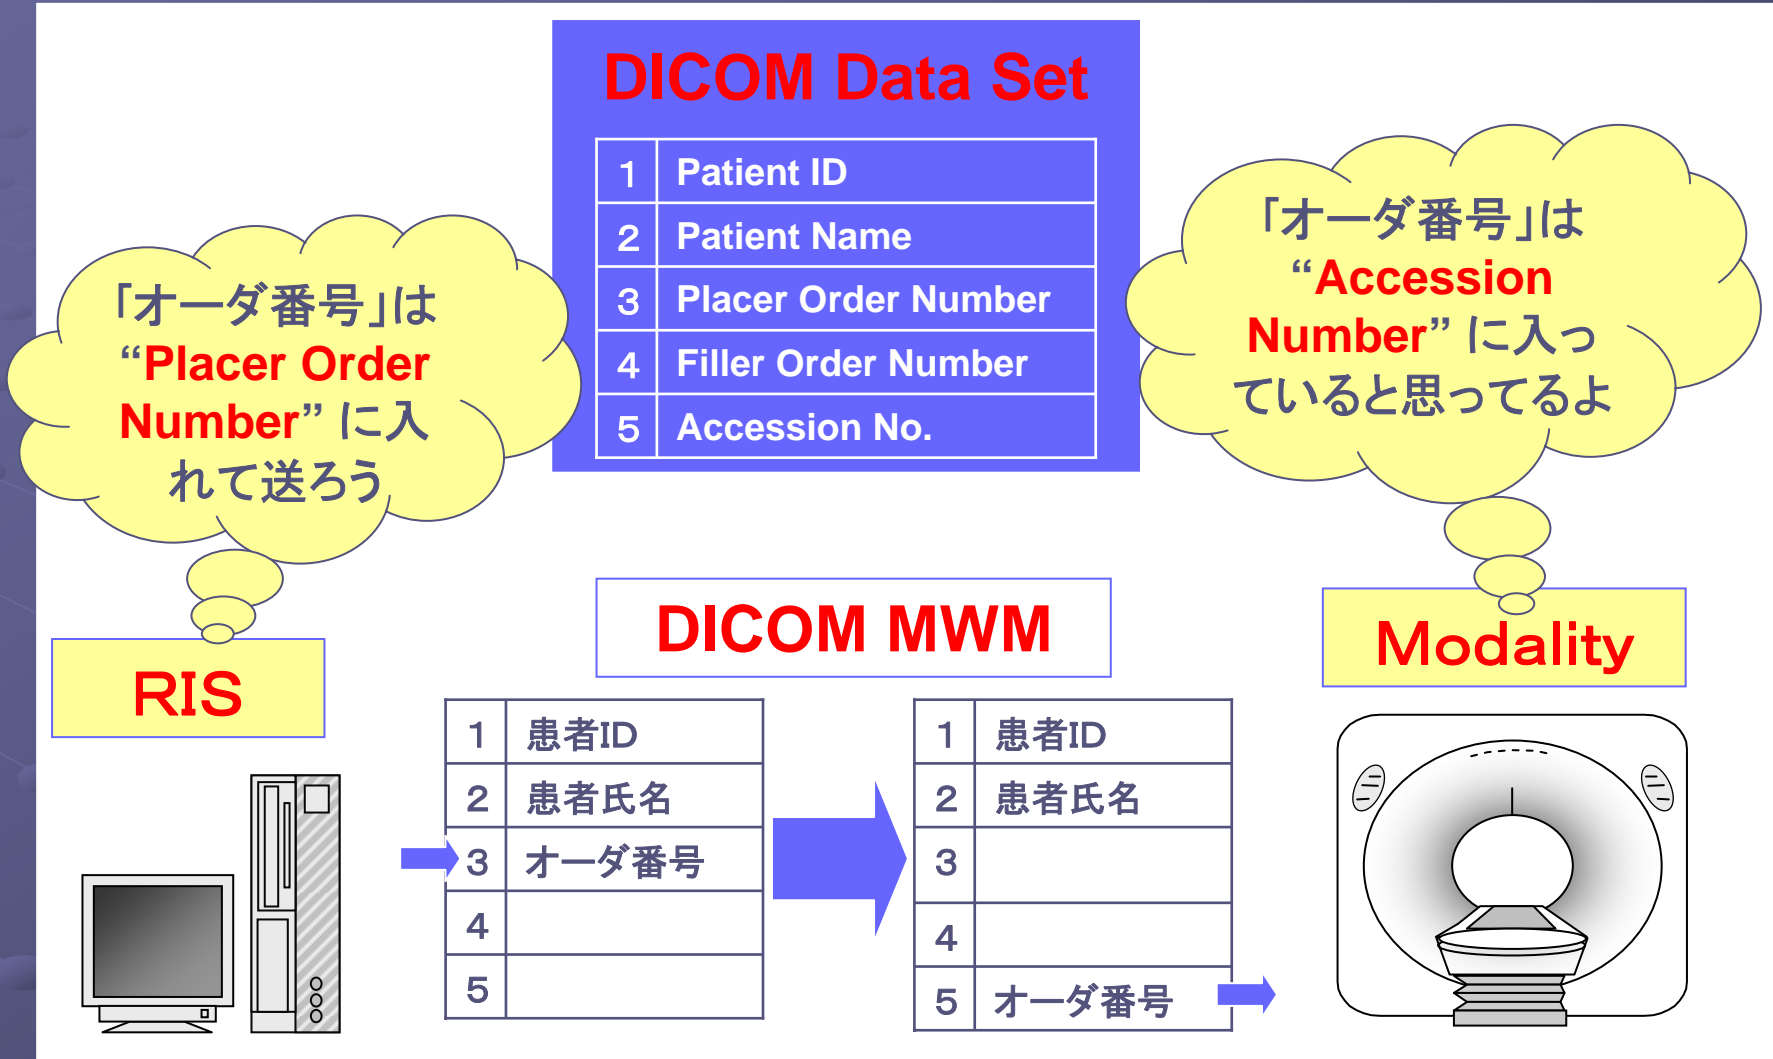 DICOM Data Set
1 Patient ID
2 Patient Name
3 Placer Order Number
4 Filler Order Number
5 Accession No.
「オーダ番号」は
“Placer Order
Number” に入
れて送ろう
「オーダ番号」は
“Accession
Number” に入っ
ていると思ってるよ
RIS
DICOM MWM
Modality
1 患者ID
2 患者氏名
3 オーダ番号
4
5
1 患者ID
2 患者氏名
3
4
5 オーダ番号